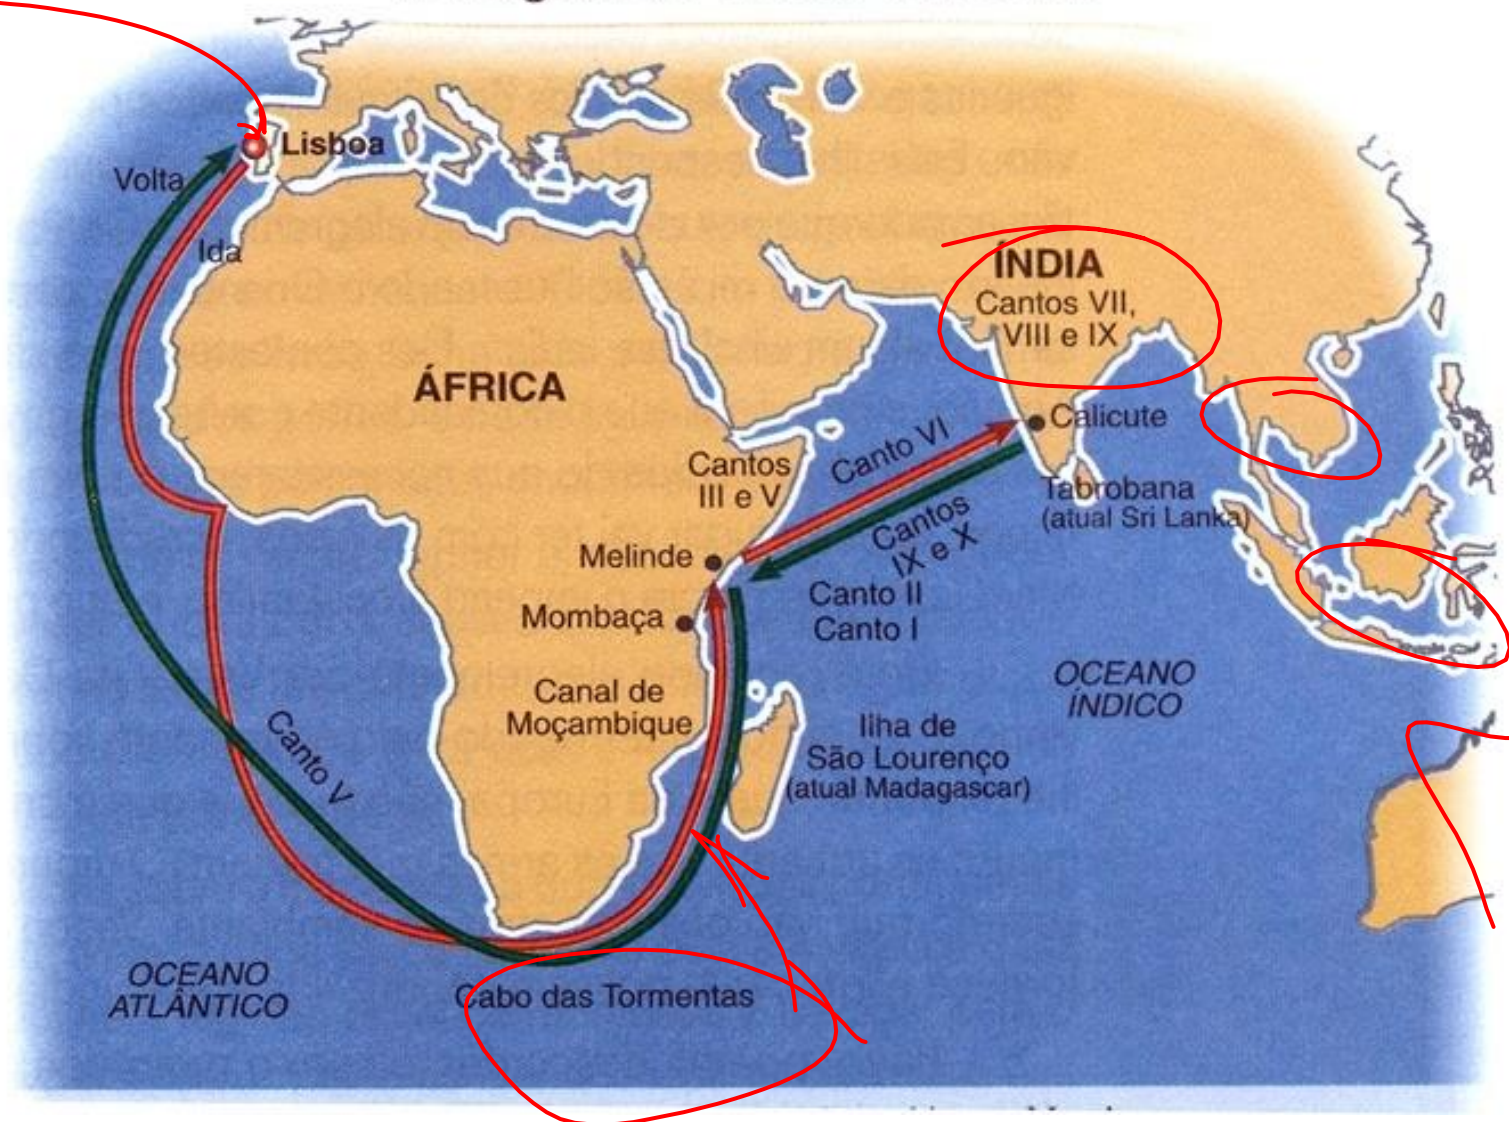 Lisboa
Volta
Ida
ÍNDIA
Cantos VII,
VIII e IX
ÁFRICA
Calicute
Canto VI
Cantos
III e V
Tabrobana
(atual Sri Lanka)
Cantos
IX e X
Melinde
Canto II
Mombaça
Canto I
OCEANO
ÍNDICO
Canal de
Moçambique
Ilha de
São Lourenço
(atual Madagascar)
Canto V
OCEANO
ATLÂNTICO
Cabo das Tormentas